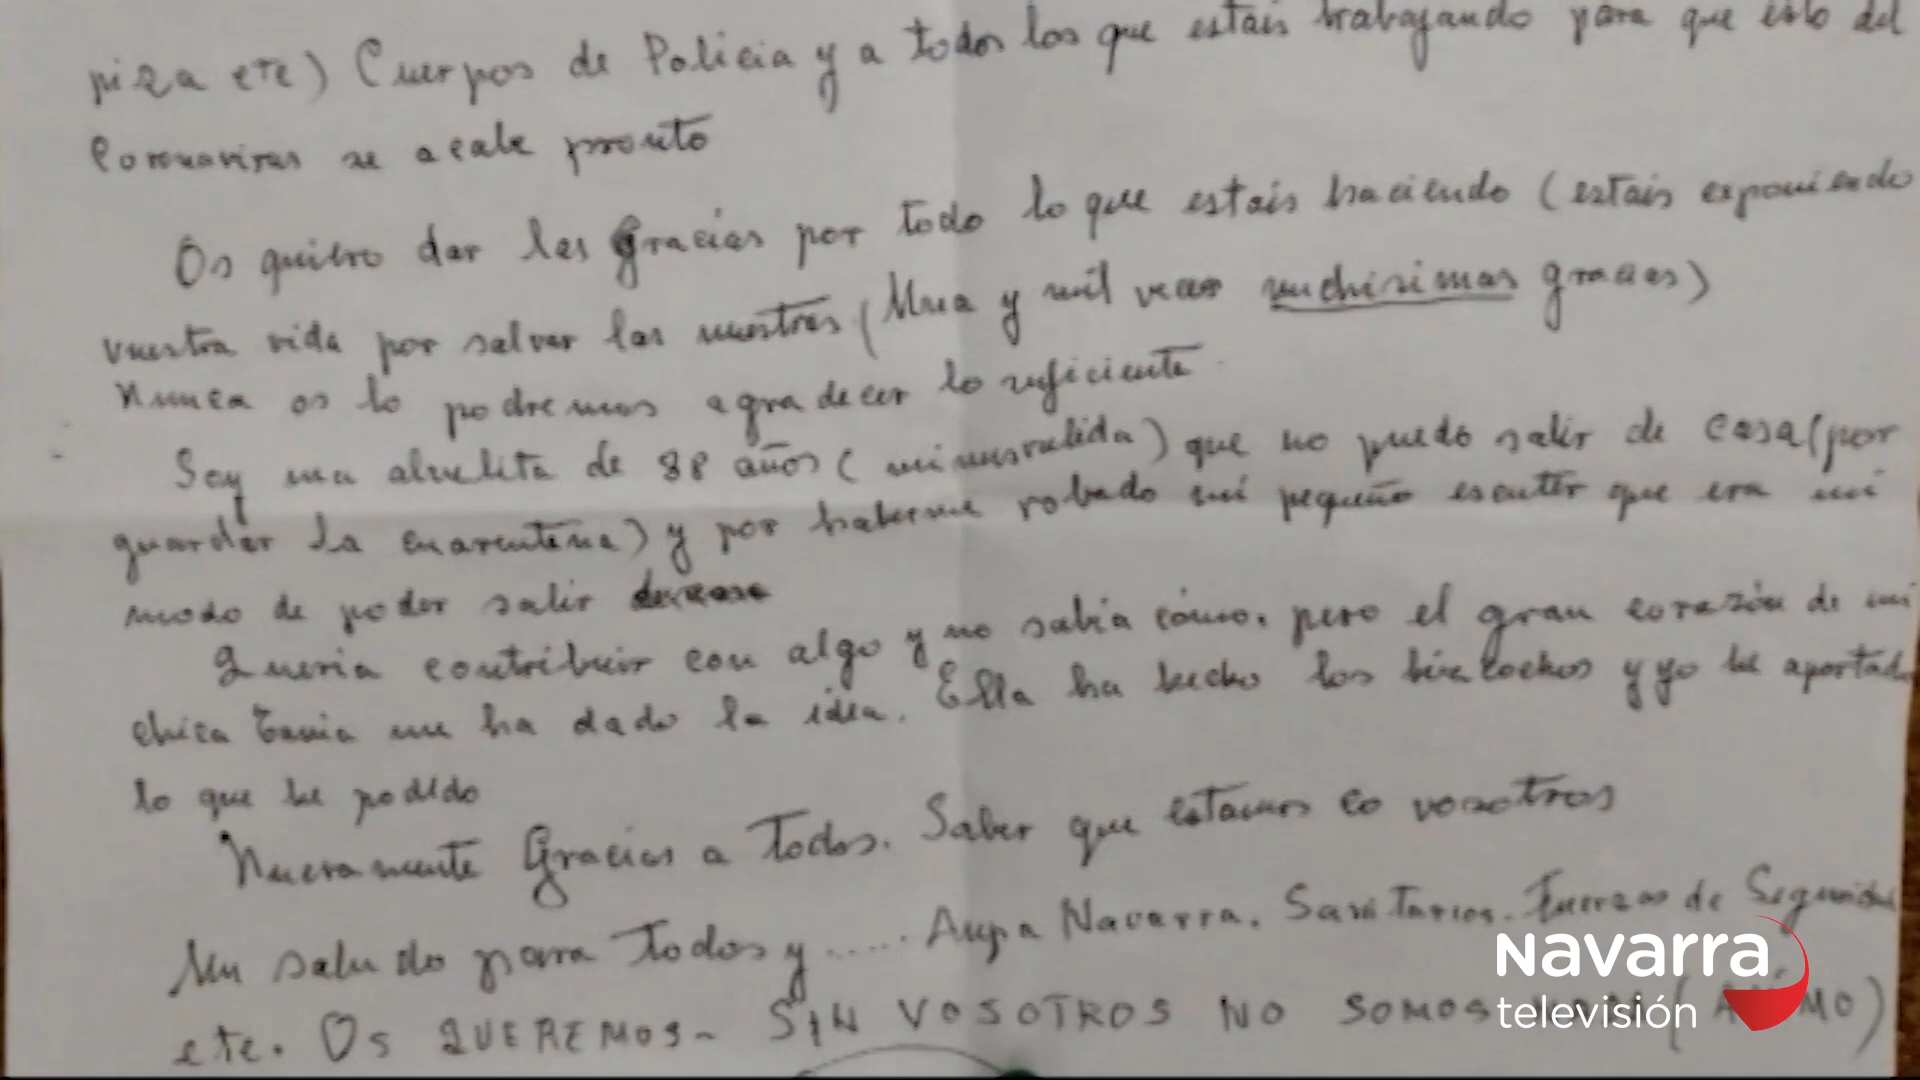 piza etc) Cuerpos de Policia y a todos los que estais trabajando para que esto del
Coronavirus se acabe pronto
Os quiero dar las Gracias por todo lo que estais haciendo (estais exponiendo
vuestra vida por salvar las nuestras (Una y mil veces muchisimas gracias)
Nunca os lo podremos agradecer lo suficiente.
Soy una abuelita de 88 años (minusvalida) que no puedo salir de casa (por
guardar la cuarentena) y por haberme robado mi pequeño escuter que era mi
modo de poder salir de casa
Queria contribuir con algo y no sabia cómo. pero el gran corazón de mi
chica Tania me ha dado la idea. Ella ha hecho los bizcochos y yo he aportado
lo que he podido
Nuevamente Gracias a Todos. Saber que estamos co vosotros
Un saludo para Todos y ..... Aupa Navarra. Sanitarios. Fuerzas de Seguridad
etc. Os QUEREMOS- SIN VOSOTROS NO SOMOS (ANIMO)
Navarra
televisión